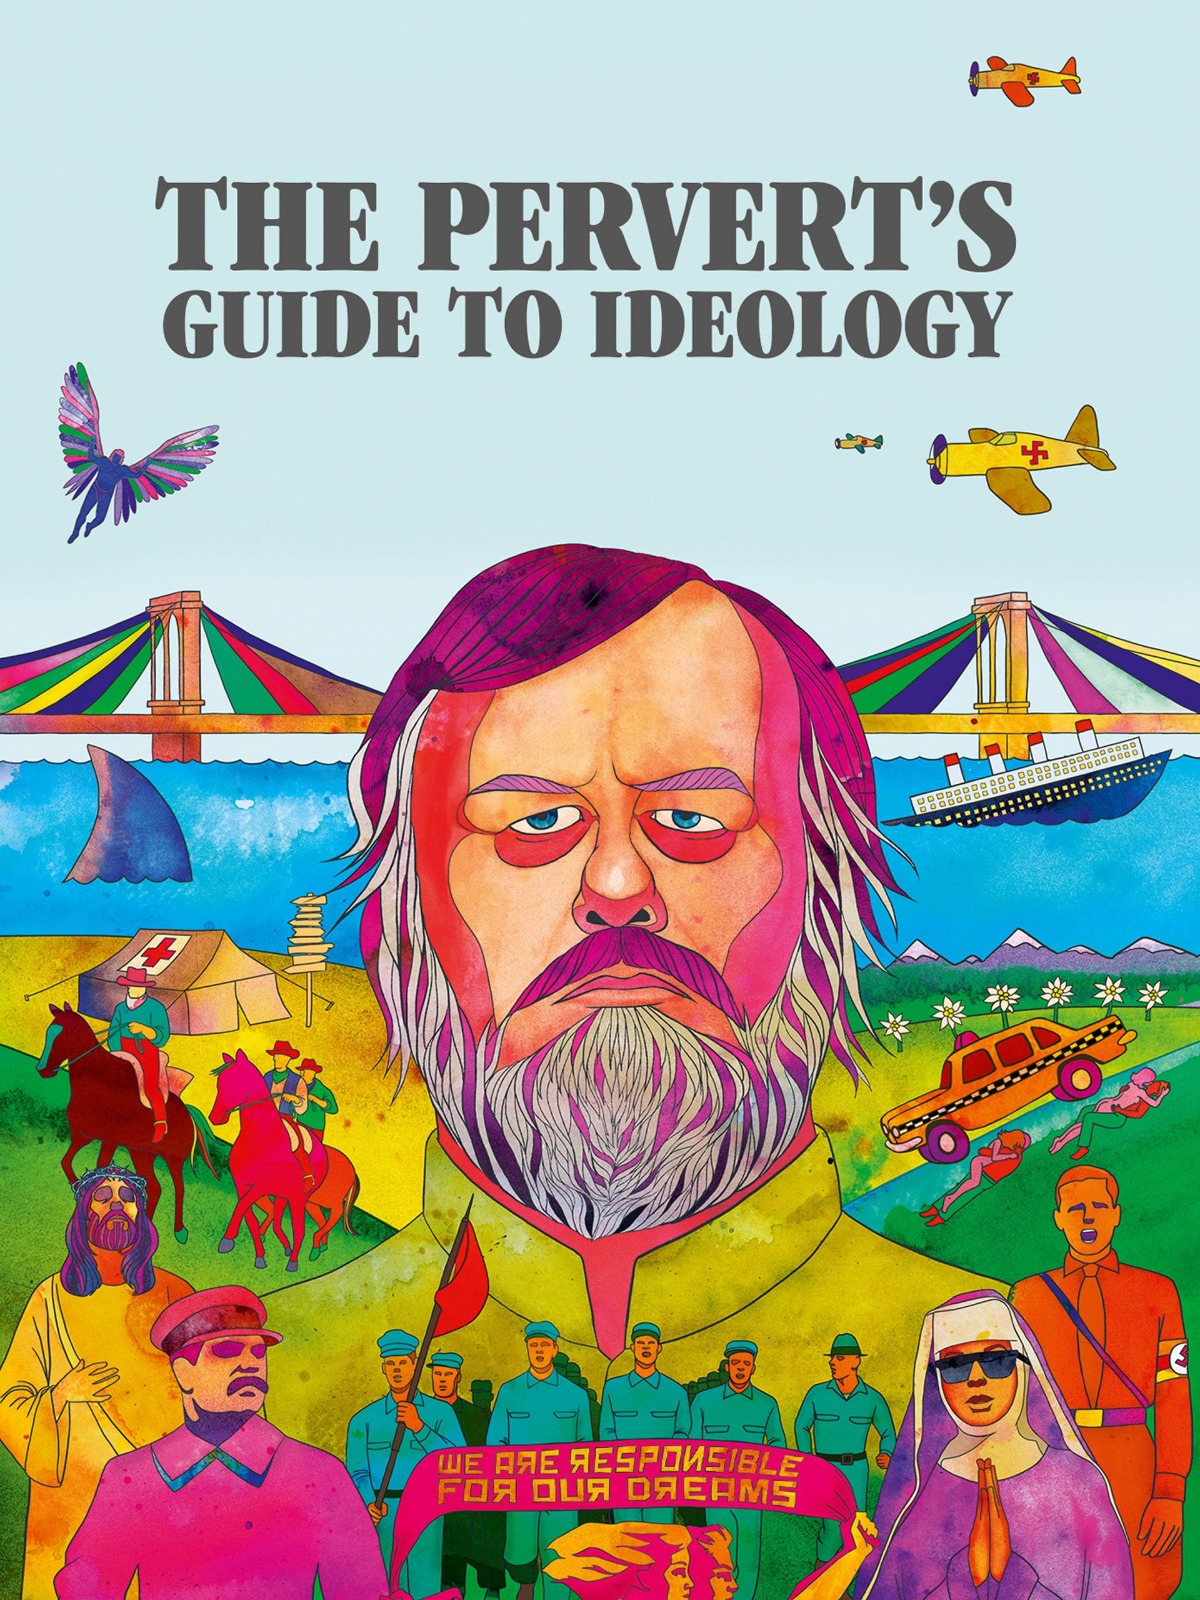 THE PERVERT'S
GUIDE TO IDEOLOGY
WE ARE RESPONSIBLE
FOR OUR DREAMS